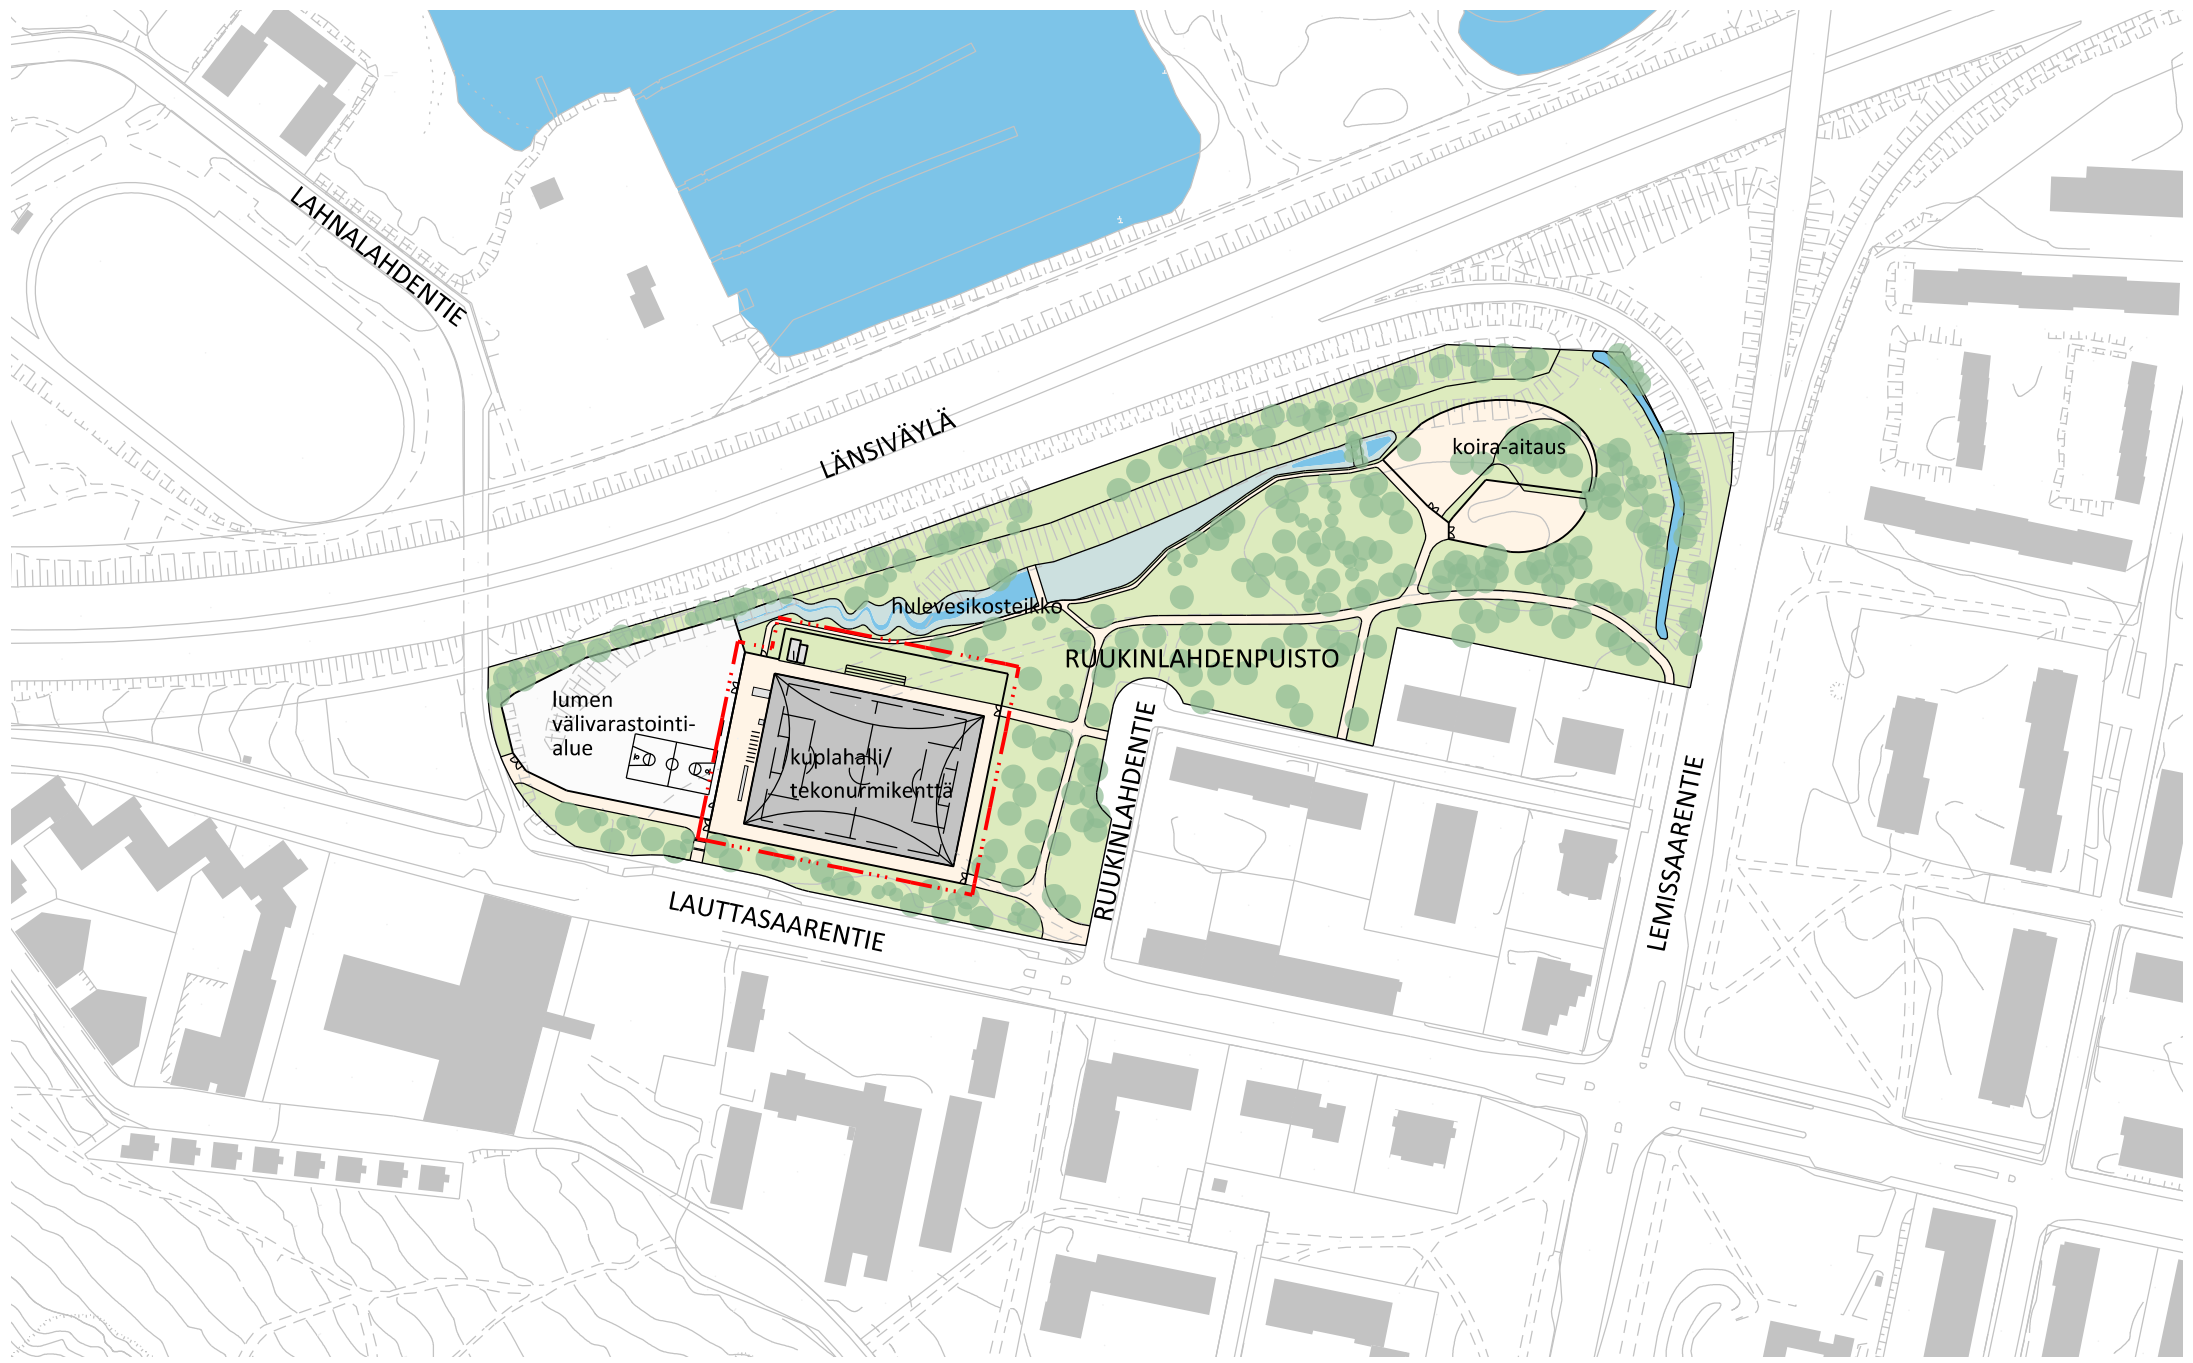 LAHNALAHDENTIE
LÄNSIVÄYLÄ
koira-aitaus
hulevesikosteikko
RUUKINLAHDENPUISTO
lumen
välivarastointi-
alue
kuplahalli/
tekonurmikenttä
RUUKINLAHDENTIE
LEMISSAARENTIE
LAUTTASAARENTIE